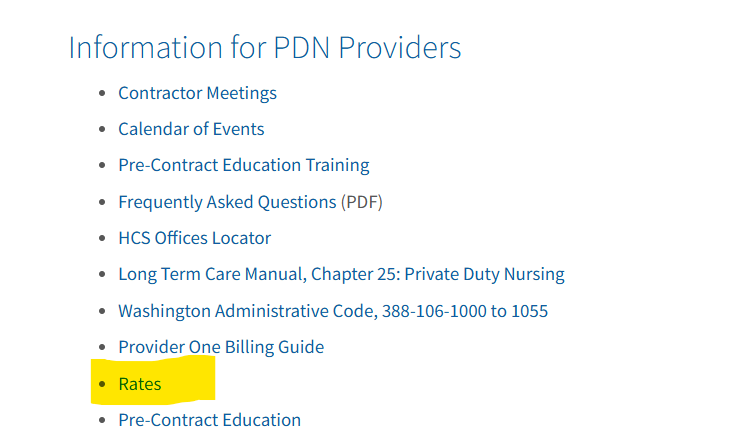 Information for PDN Providers
• Contractor Meetings
• Calendar of Events
• Pre-Contract Education Training
• Frequently Asked Questions (PDF)
• HCS Offices Locator
• Long Term Care Manual, Chapter 25: Private Duty Nursing
• Washington Administrative Code, 388-106-1000 to 1055
• Provider One Billing Guide
• Rates
• Pre-Contract Education